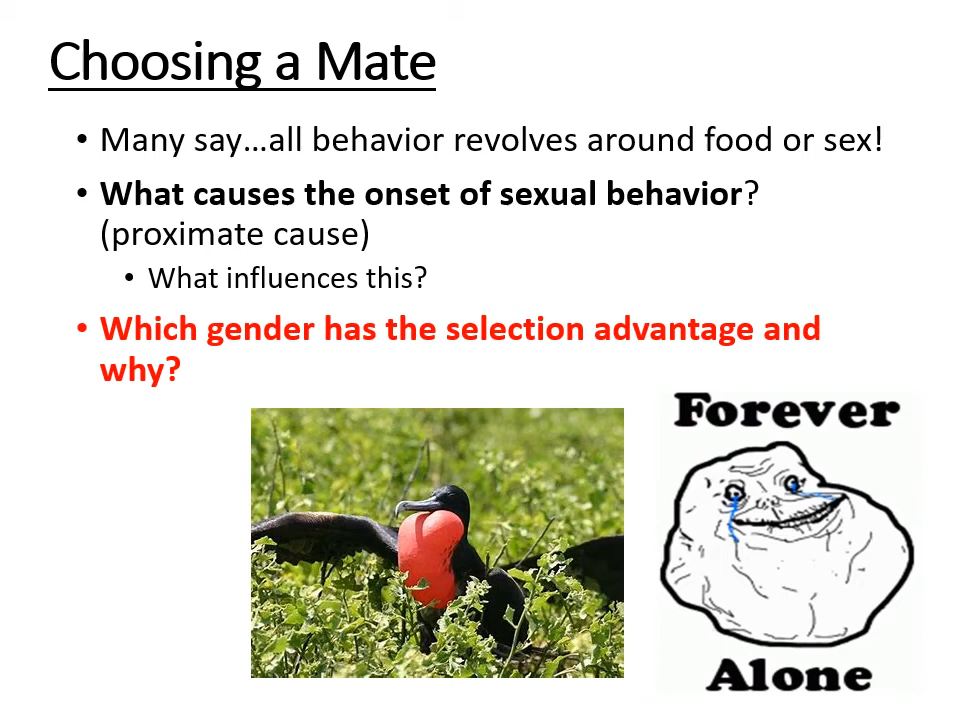 Choosing a Mate
• Many say…all behavior revolves around food or sex!
• What causes the onset of sexual behavior?
(proximate cause)
• What influences this?
• Which gender has the selection advantage and
why?
Forever
Alone